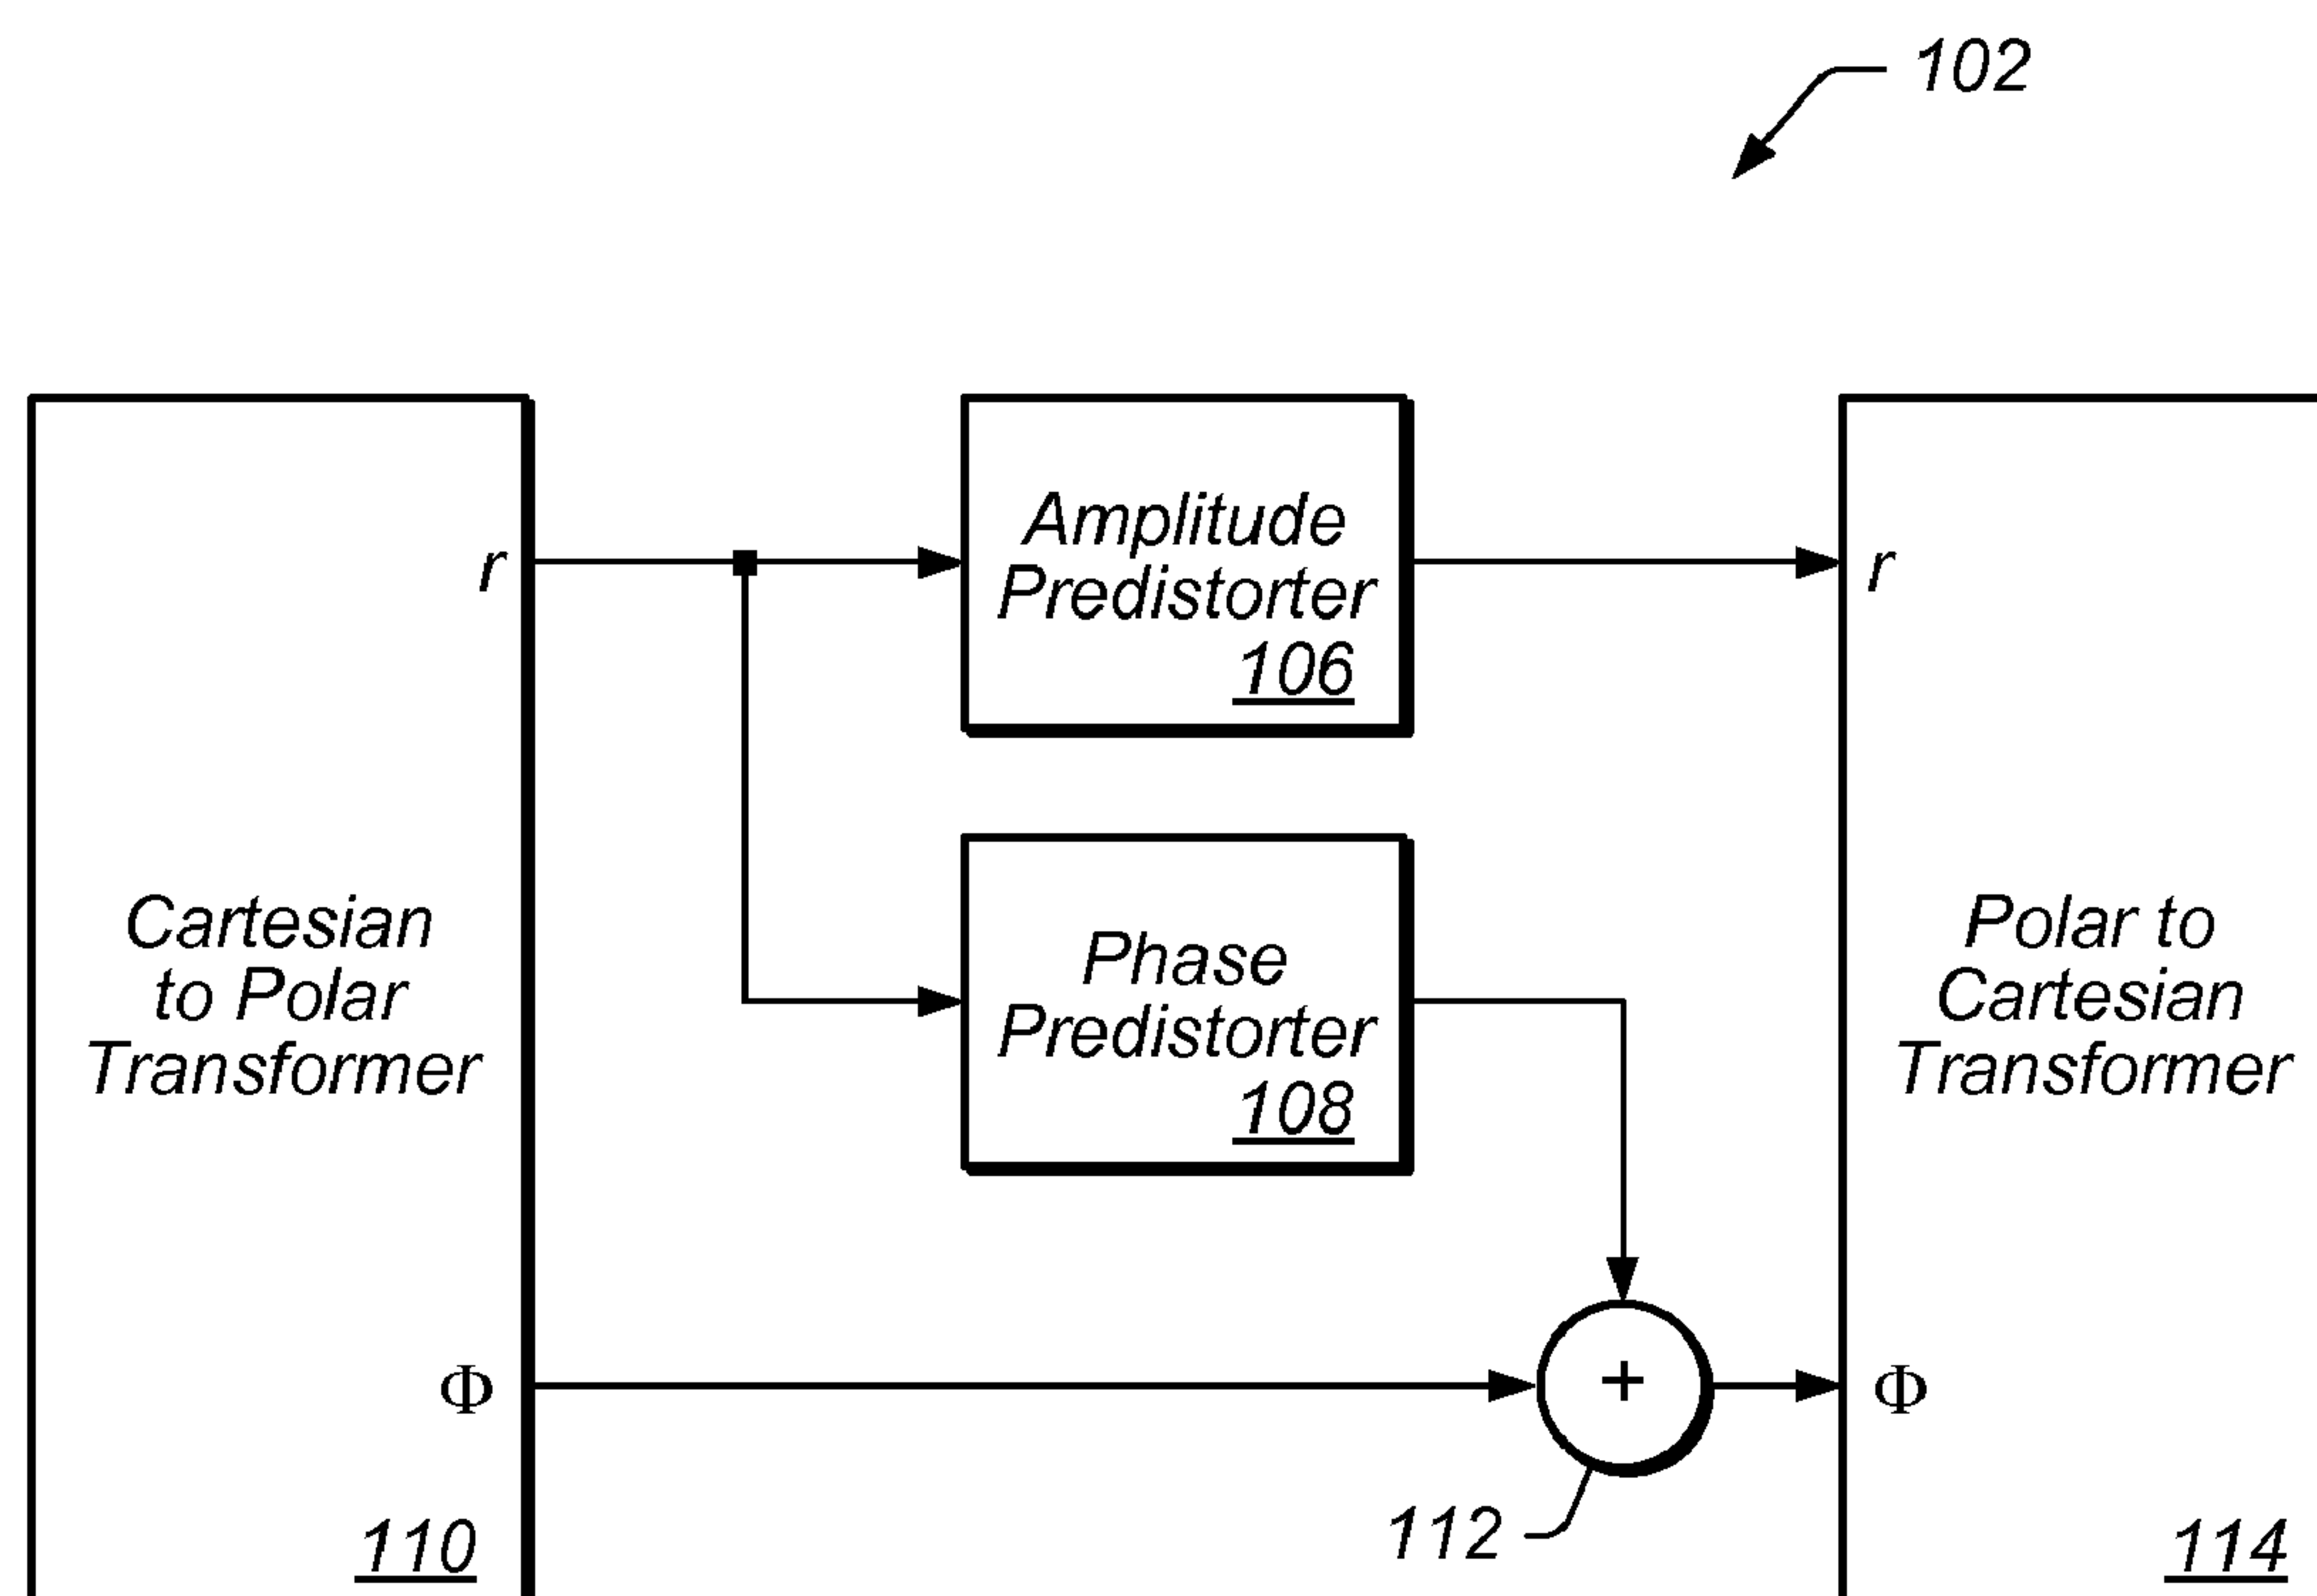 102
r
Amplitude
Predistorter
106
r
Cartesian
to Polar
Transformer
Phase
Predistorter
108
Polar to
Cartesian
Transformer
Φ
+
Φ
110
112
114